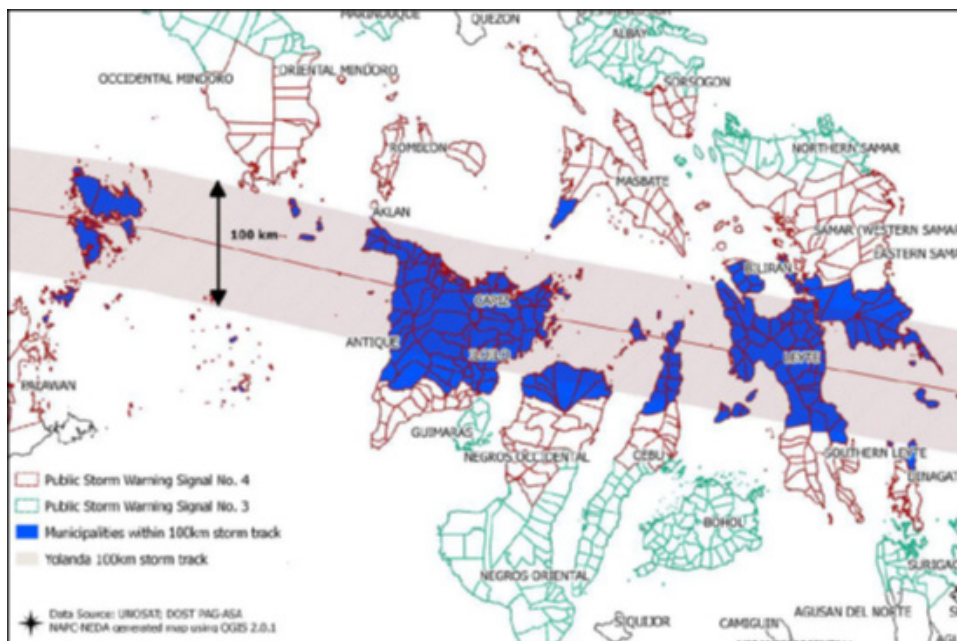 MARINDUQUE
QUEZON
ALBAY
OCCIDENTAL MINDORO
ORIENTAL MINDORO
SORSOGON
ROMBLON
NORTHERN SAMAR
MASBATE
AKLAN
100 km
SAMAR (WESTERN SAMAR
EASTERN SAMA
BILIRAN
CAPIZ
ANTIQUE
ILOILO
LEYTE
PALAWAN
GUIMARAS
NEGROS OCCIDENTAL
CEBU
SOUTHERN LEYTE
DINAGAT
Public Storm Warning Signal No. 4
Public Storm Warning Signal No. 3
Municipalities within 100km storm track
Yolanda 100km storm track
BOHOL
NEGROS ORIENTAL
SURIGAO
Data Source: UNOSAT; DOST PAG-ASA
NAPC-NEDA generated map using QGIS 2.0.1
SIQUIJOR
CAMIGUIN
AGUSAN DEL NORTE